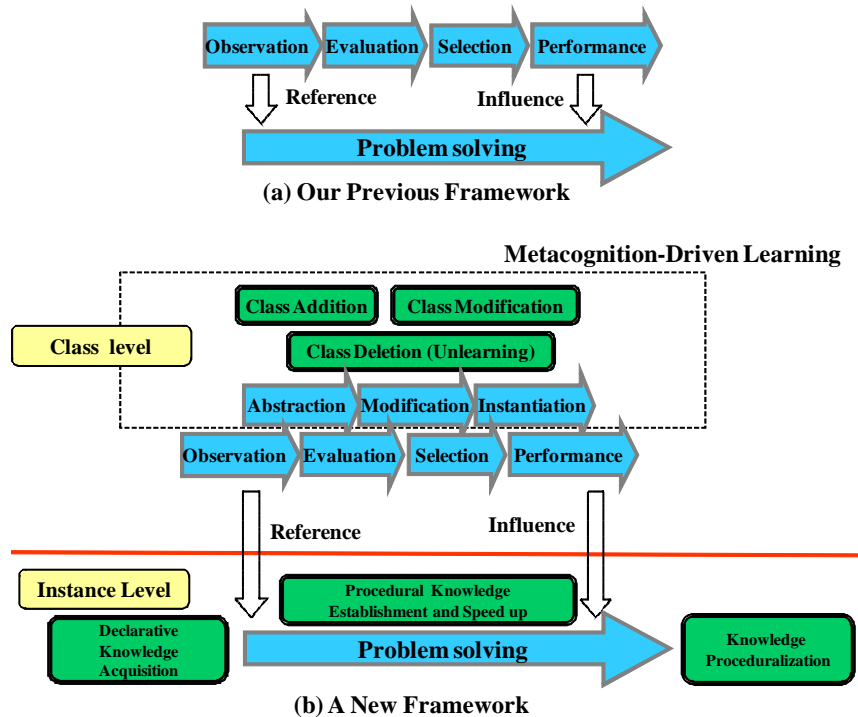 Observation Evaluation Selection Performance
Reference Influence
Problem solving
(a) Our Previous Framework
Metacognition-Driven Learning
Class Addition Class Modification
Class level
Class Deletion (Unlearning)
Abstraction Modification Instantiation
Observation Evaluation Selection Performance
Reference Influence
Instance Level
Procedural Knowledge
Establishment and Speed up
Declarative
Knowledge
Acquisition
Problem solving
Knowledge
Proceduralization
(b) A New Framework